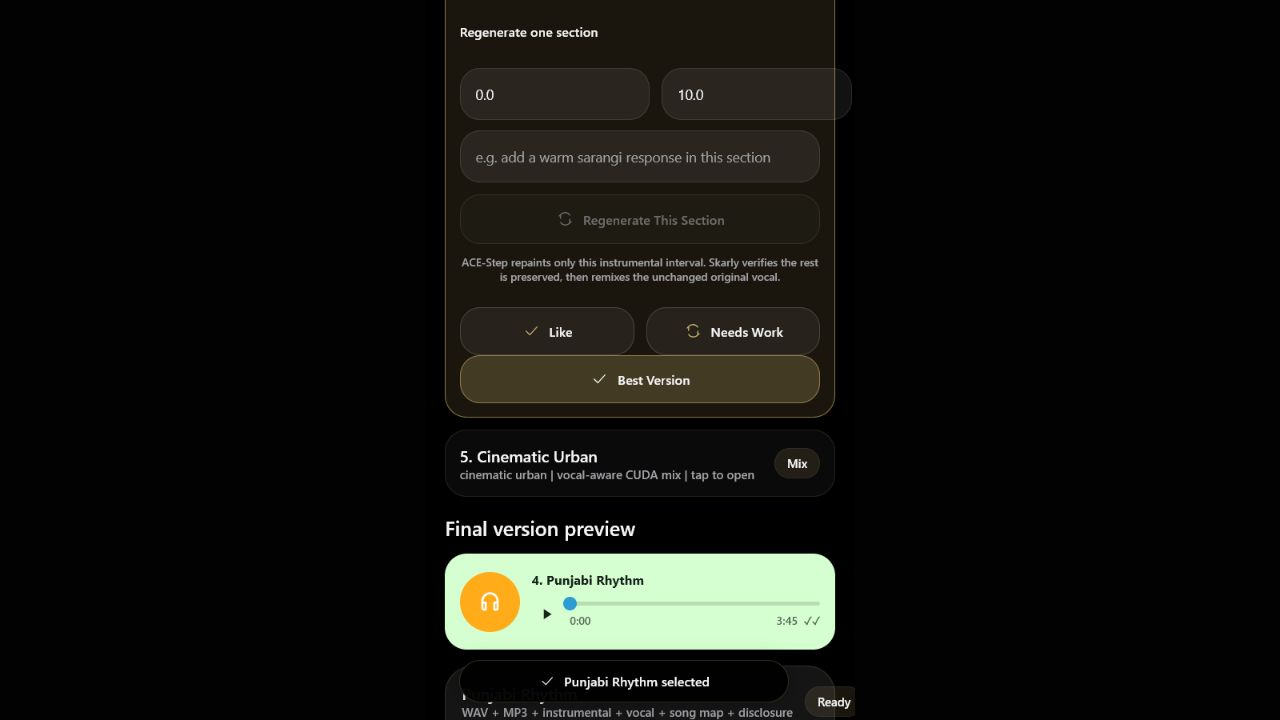 Regenerate one section
0.0
10.0
e.g. add a warm sarangi response in this section
Regenerate This Section
ACE-Step repaints only this instrumental interval. Skarly verifies the rest
is preserved, then remixes the unchanged original vocal.
Like
Needs Work
Best Version
5. Cinematic Urban
cinematic urban | vocal-aware CUDA mix | tap to open
Mix
Final version preview
4. Punjabi Rhythm
0:00
3:45
Punjabi Rhythm selected
Punjabi Rhythm
Ready
WAV + MP3 + instrumental + vocal + song map + disclosure